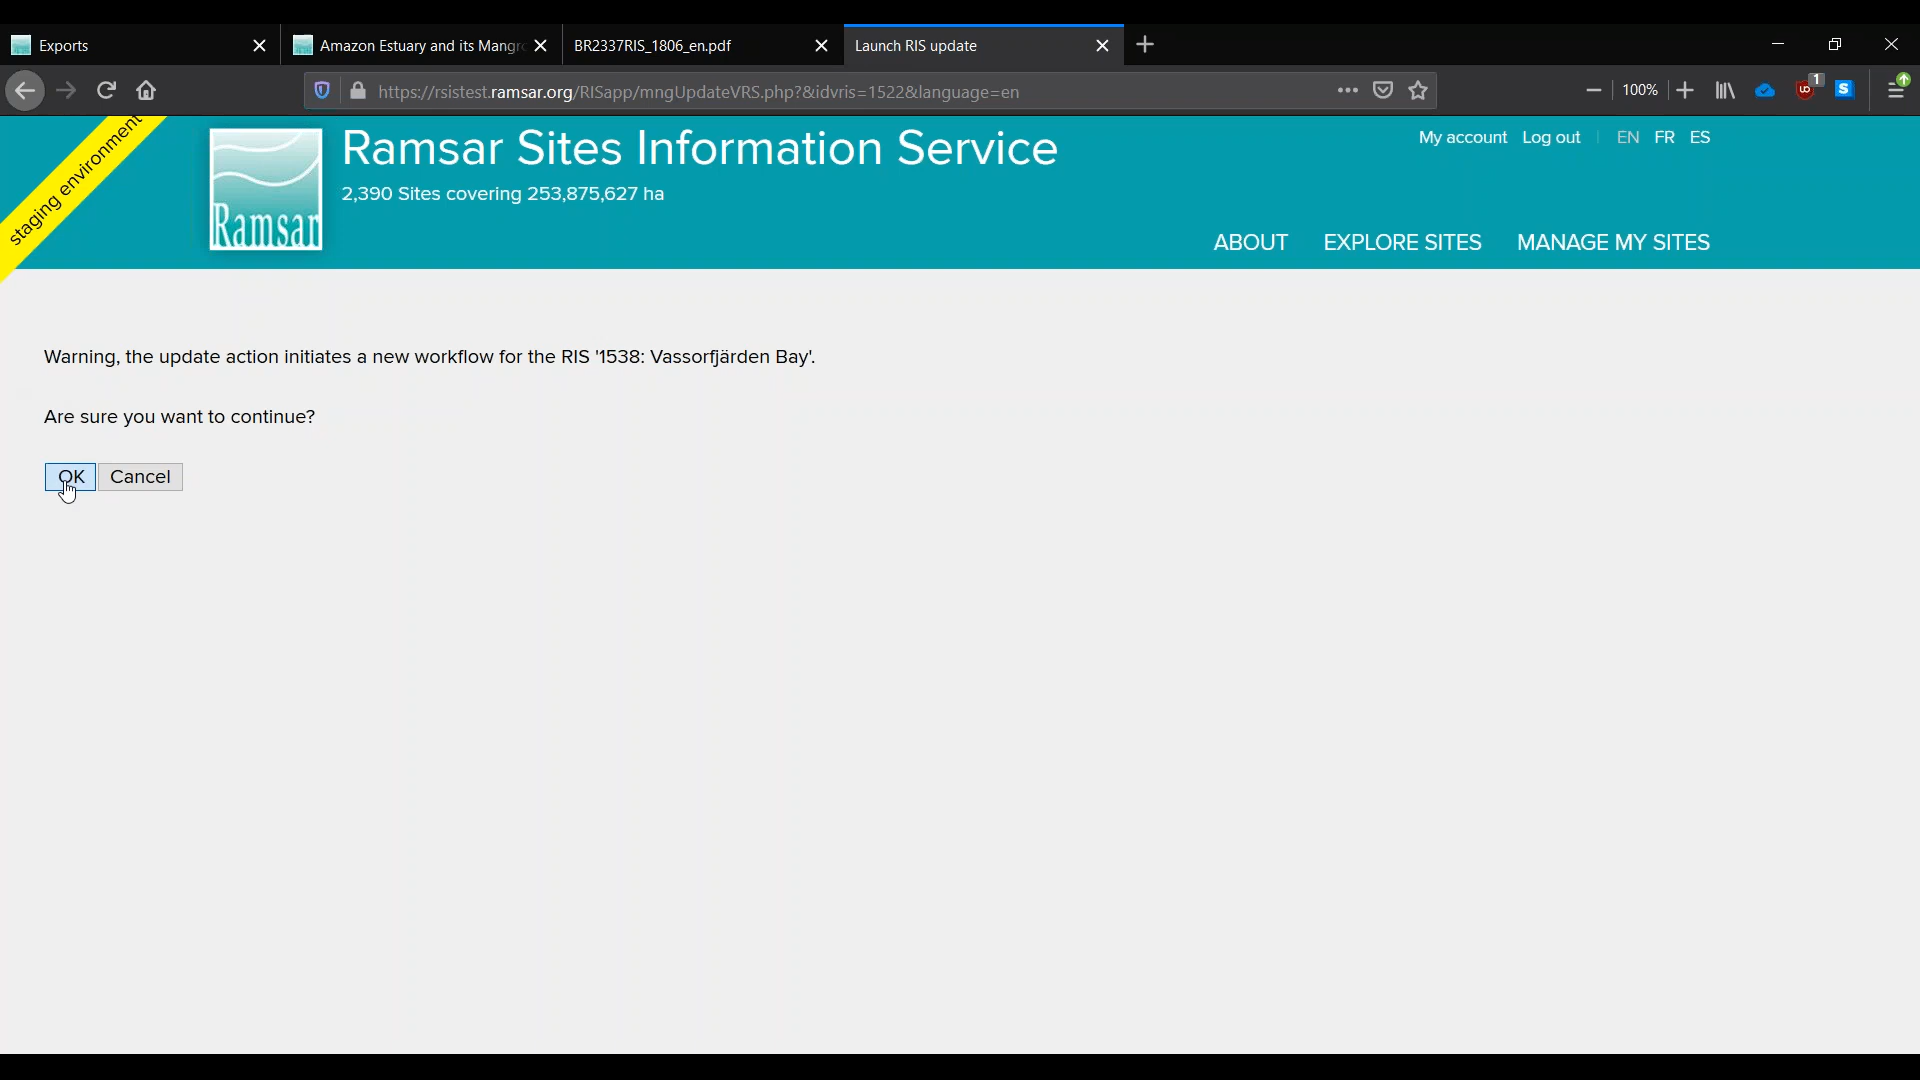 Exports
Amazon Estuary and its Mangr
BR2337RIS_1806_en.pdf
Launch RIS update
https://rsistest.ramsar.org/RISapp/mngUpdateVRS.php?&idvris=1522&language=en
100%
1
S
staging environment
Ramsar
Ramsar Sites Information Service
2,390 Sites covering 253,875,627 ha
My account Log out EN FR ES
ABOUT EXPLORE SITES MANAGE MY SITES
Warning, the update action initiates a new workflow for the RIS '1538: Vassorfjärden Bay'.
Are sure you want to continue?
OK Cancel